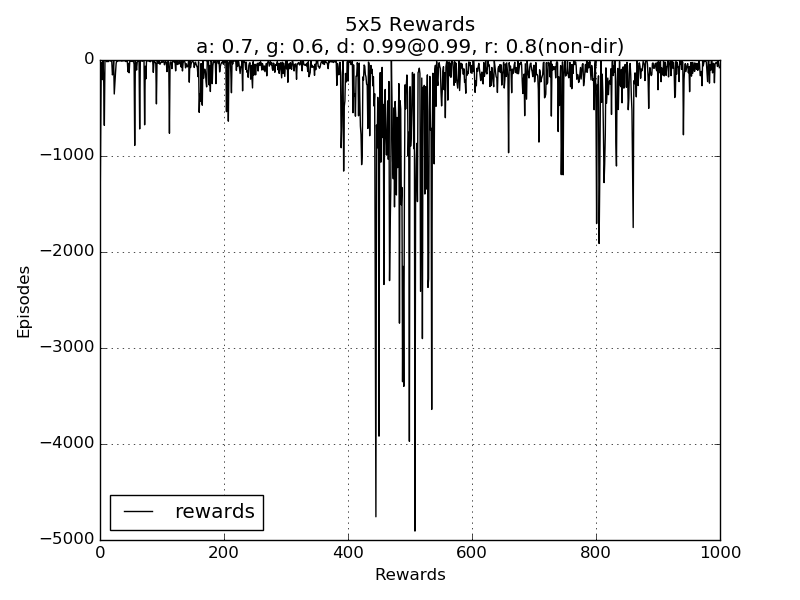 5x5 Rewards
a: 0.7, g: 0.6, d: 0.99@0.99, r: 0.8(non-dir)
0
−1000
−2000
−3000
−4000
−5000
Episodes
rewards
0 200 400 600 800 1000
Rewards